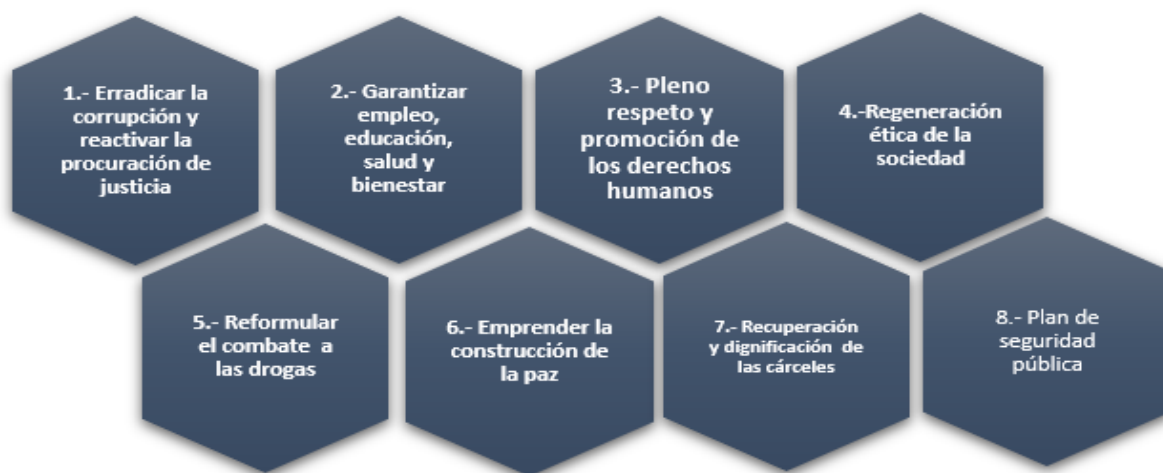 1.- Erradicar la
corrupción y
reactivar la
procuración de
justicia
2.- Garantizar
empleo,
educación,
salud y
bienestar
3.- Pleno
respeto y
promoción de
los derechos
humanos
4.-Regeneración
ética de la
sociedad
5.- Reformular
el combate a
las drogas
6.- Emprender la
construcción de
la paz
7.- Recuperación
y dignificación de
las cárceles
8.- Plan de
seguridad
pública